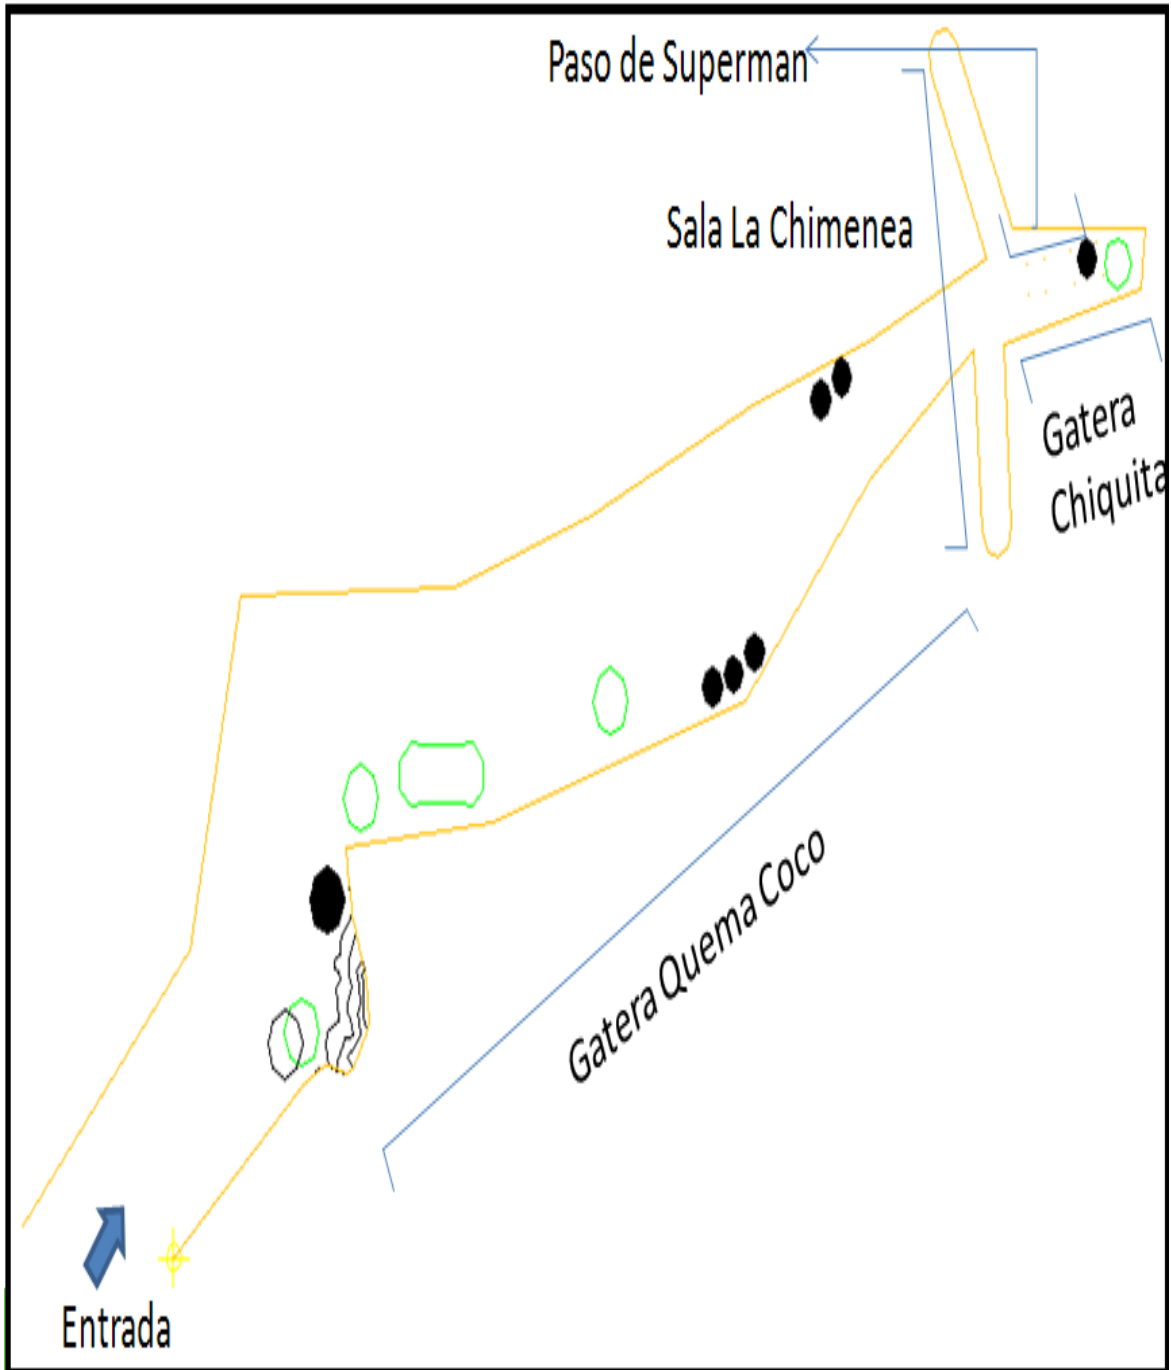 Paso de Superman
Sala La Chimenea
Gatera
Chiquita
Gatera Quema Coco
Entrada